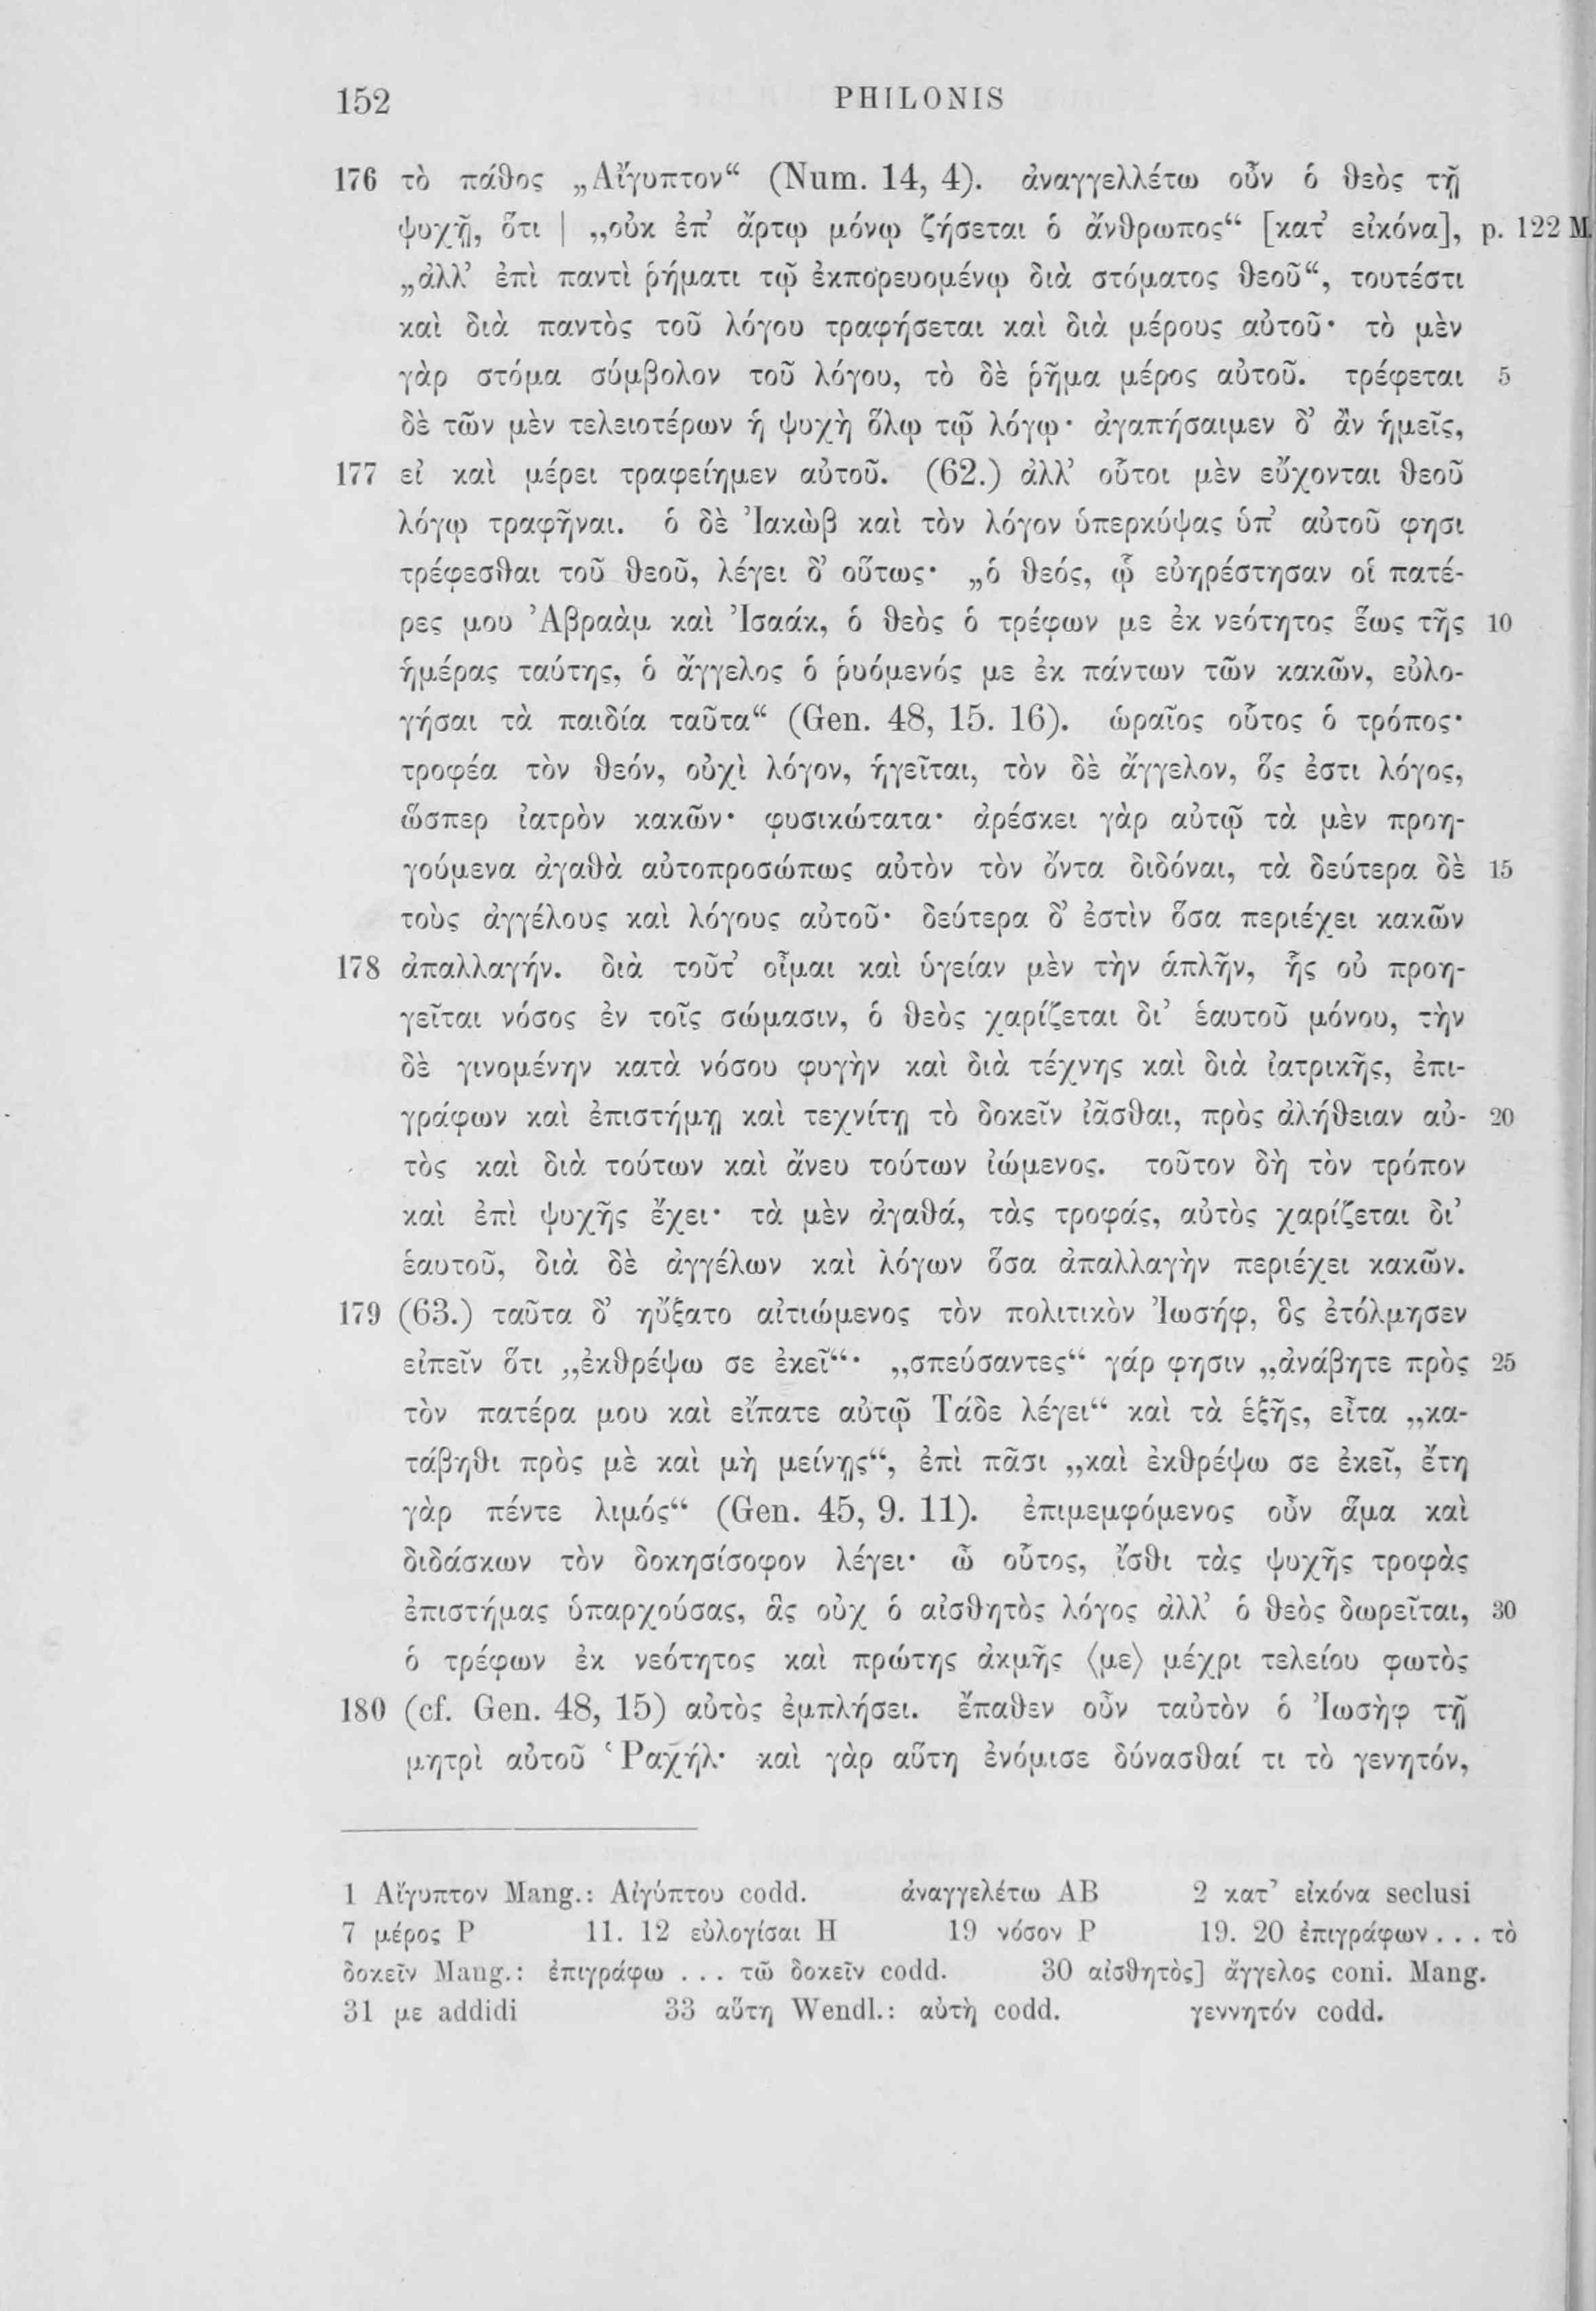 152 PHILONIS
176 τὸ πάθος „Αἴγυπτον“ (Num. 14, 4). ἀναγγελλέτω οὖν ὁ θεὸς τῇ
ψυχῇ, ὅτι | „οὐκ ἐπ’ ἄρτῳ μόνῳ ζήσεται ὁ ἄνθρωπος“ [κατ’ εἰκόνα], p. 122 M.
„ἀλλ’ ἐπὶ παντὶ ῥήματι τῷ ἐκπορευομένῳ διὰ στόματος θεοῦ“, τουτέστι
καὶ διὰ παντὸς τοῦ λόγου τραφήσεται καὶ διὰ μέρους αὐτοῦ· τὸ μὲν
γὰρ στόμα σύμβολον τοῦ λόγου, τὸ δὲ ῥῆμα μέρος αὐτοῦ. τρέφεται 5
δὲ τῶν μὲν τελειοτέρων ἡ ψυχὴ ὅλῳ τῷ λόγῳ· ἀγαπήσαιμεν δ’ ἂν ἡμεῖς,
177 εἰ καὶ μέρει τραφείημεν αὐτοῦ. (62.) ἀλλ’ οὗτοι μὲν εὔχονται θεοῦ
λόγῳ τραφῆναι. ὁ δὲ Ἰακὼβ καὶ τὸν λόγον ὑπερκύψας ὑπ’ αὐτοῦ φησι
τρέφεσθαι τοῦ θεοῦ, λέγει δ’ οὕτως· „ὁ θεός, ᾧ εὐηρέστησαν οἱ πατέ-
ρες μου Ἀβραὰμ καὶ Ἰσαάκ, ὁ θεὸς ὁ τρέφων με ἐκ νεότητος ἕως τῆς 10
ἡμέρας ταύτης, ὁ ἄγγελος ὁ ῥυόμενός με ἐκ πάντων τῶν κακῶν, εὐλο-
γήσαι τὰ παιδία ταῦτα“ (Gen. 48, 15. 16). ὡραῖος οὗτος ὁ τρόπος·
τροφέα τὸν θεόν, οὐχὶ λόγον, ἡγεῖται, τὸν δὲ ἄγγελον, ὅς ἐστι λόγος,
ὥσπερ ἰατρὸν κακῶν· φυσικώτατα· ἀρέσκει γὰρ αὐτῷ τὰ μὲν προη-
γούμενα ἀγαθὰ αὐτοπροσώπως αὐτὸν τὸν ὄντα διδόναι, τὰ δεύτερα δὲ 15
τοὺς ἀγγέλους καὶ λόγους αὐτοῦ· δεύτερα δ’ ἐστὶν ὅσα περιέχει κακῶν
178 ἀπαλλαγήν. διὰ τοῦτ’ οἶμαι καὶ ὑγείαν μὲν τὴν ἁπλῆν, ἧς οὐ προη-
γεῖται νόσος ἐν τοῖς σώμασιν, ὁ θεὸς χαρίζεται δι’ ἑαυτοῦ μόνου, τὴν
δὲ γινομένην κατὰ νόσου φυγὴν καὶ διὰ τέχνης καὶ διὰ ἰατρικῆς, ἐπι-
γράφων καὶ ἐπιστήμῃ καὶ τεχνίτῃ τὸ δοκεῖν ἰᾶσθαι, πρὸς ἀλήθειαν αὐ- 20
τὸς καὶ διὰ τούτων καὶ ἄνευ τούτων ἰώμενος. τοῦτον δὴ τὸν τρόπον
καὶ ἐπὶ ψυχῆς ἔχει· τὰ μὲν ἀγαθά, τὰς τροφάς, αὐτὸς χαρίζεται δι’
ἑαυτοῦ, διὰ δὲ ἀγγέλων καὶ λόγων ὅσα ἀπαλλαγὴν περιέχει κακῶν.
179 (63.) ταῦτα δ’ ηὔξατο αἰτιώμενος τὸν πολιτικὸν Ἰωσήφ, ὃς ἐτόλμησεν
εἰπεῖν ὅτι „ἐκθρέψω σε ἐκεῖ“· „σπεύσαντες“ γάρ φησιν „ἀνάβητε πρὸς 25
τὸν πατέρα μου καὶ εἴπατε αὐτῷ Τάδε λέγει“ καὶ τὰ ἑξῆς, εἶτα „κα-
τάβηθι πρὸς μὲ καὶ μὴ μείνῃς“, ἐπὶ πᾶσι „καὶ ἐκθρέψω σε ἐκεῖ, ἔτη
γὰρ πέντε λιμός“ (Gen. 45, 9. 11). ἐπιμεμφόμενος οὖν ἅμα καὶ
διδάσκων τὸν δοκησίσοφον λέγει· ὦ οὗτος, ἴσθι τὰς ψυχῆς τροφὰς
ἐπιστήμας ὑπαρχούσας, ἃς οὐχ ὁ αἰσθητὸς λόγος ἀλλ’ ὁ θεὸς δωρεῖται, 30
ὁ τρέφων ἐκ νεότητος καὶ πρώτης ἀκμῆς ⟨με⟩ μέχρι τελείου φωτὸς
180 (cf. Gen. 48, 15) αὐτὸς ἐμπλήσει. ἔπαθεν οὖν ταὐτὸν ὁ Ἰωσὴφ τῇ
μητρὶ αὐτοῦ Ῥαχήλ· καὶ γὰρ αὕτη ἐνόμισε δύνασθαί τι τὸ γενητόν,
1 Αἴγυπτον Mang.: Αἰγύπτου codd. ἀναγγελέτω AB 2 κατ’ εἰκόνα seclusi
7 μέρος P 11. 12 εὐλογίσαι H 19 νόσον P 19. 20 ἐπιγράφων . . . τὸ
δοκεῖν Mang.: ἐπιγράφω . . . τῶ δοκεῖν codd. 30 αἰσθητὸς] ἄγγελος coni. Mang.
31 με addidi 33 αὕτη Wendl.: αὐτὴ codd. γεννητόν codd.